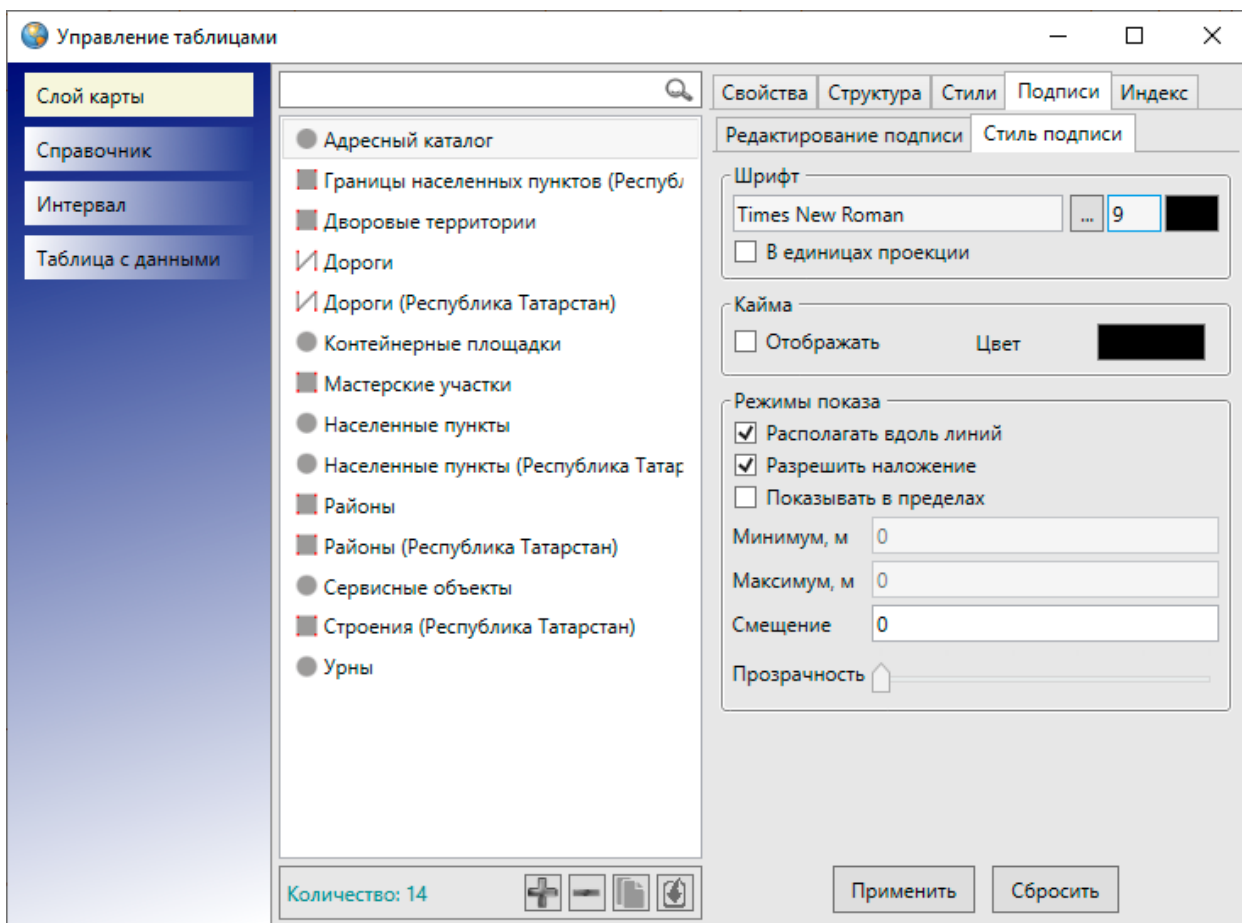 Управление таблицами
Слой карты
Справочник
Интервал
Таблица с данными
Адресный каталог
Границы населенных пунктов (Респуб
Дворовые территории
Дороги
Дороги (Республика Татарстан)
Контейнерные площадки
Мастерские участки
Населенные пункты
Населенные пункты (Республика Татар
Районы
Районы (Республика Татарстан)
Сервисные объекты
Строения (Республика Татарстан)
Урны
Количество: 14
Свойства Структура Стили Подписи Индекс
Редактирование подписи Стиль подписи
Шрифт
Times New Roman ... 9
В единицах проекции
Кайма
Отображать Цвет
Режимы показа
Располагать вдоль линий
Разрешить наложение
Показывать в пределах
Минимум, м 0
Максимум, м 0
Смещение 0
Прозрачность
Применить Сбросить